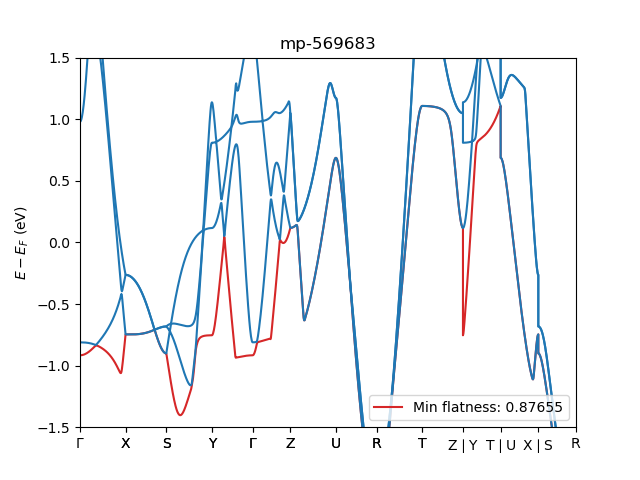 mp-569683
1.5
1.0
0.5
0.0
−0.5
−1.0
−1.5
E − E_F (eV)
Min flatness: 0.87655
Γ X S Y Γ Z U R T Z | Y T | U X | S R